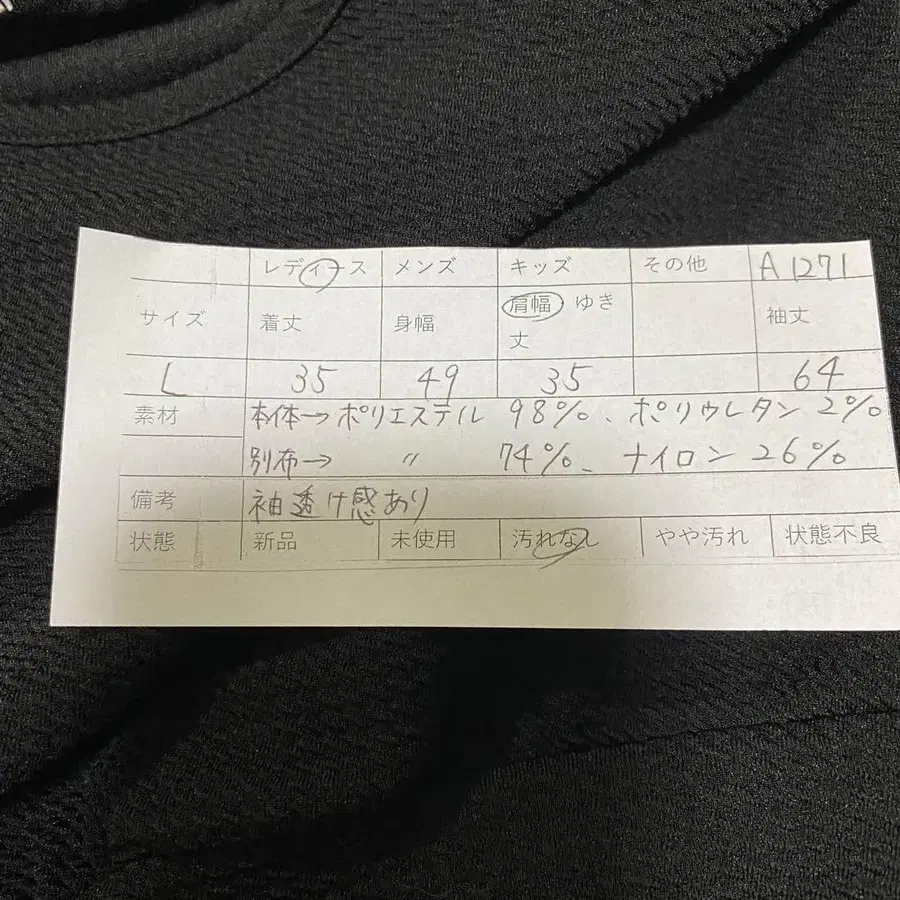 レディース メンズ キッズ その他 A1271
サイズ 着丈 身幅 肩幅 ゆき丈 袖丈
L 35 49 35 64
素材 本体→ポリエステル 98%、ポリウレタン 2%
別布→ 〃 74%、ナイロン 26%
備考 袖透け感あり
状態 新品 未使用 汚れなし やや汚れ 状態不良